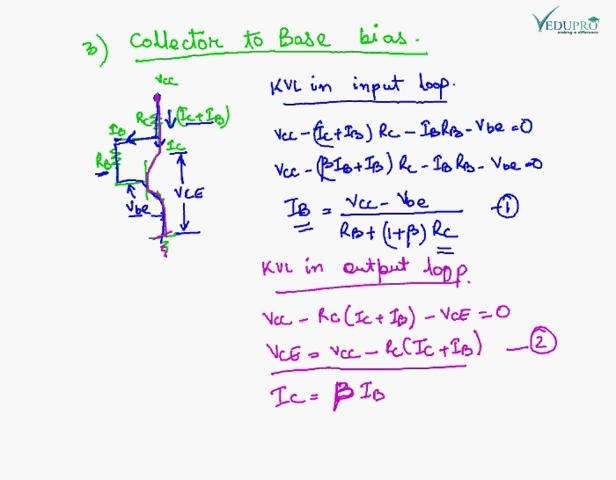 VEDUPRO
making a difference
3) Collector to Base bias.
VCC
RC (IC+IB)
IB
IC
RB
VCE
Vbe
KVL in input loop.
VCC - (IC+IB) RC - IBRB - Vbe = 0
VCC - (βIB+IB) RC - IBRB - Vbe = 0
IB = VCC - Vbe / RB + (1+β) RC - ①
KVL in output loop.
VCC - RC (IC + IB) - VCE = 0
VCE = VCC - RC (IC + IB) - ②
IC = β IB